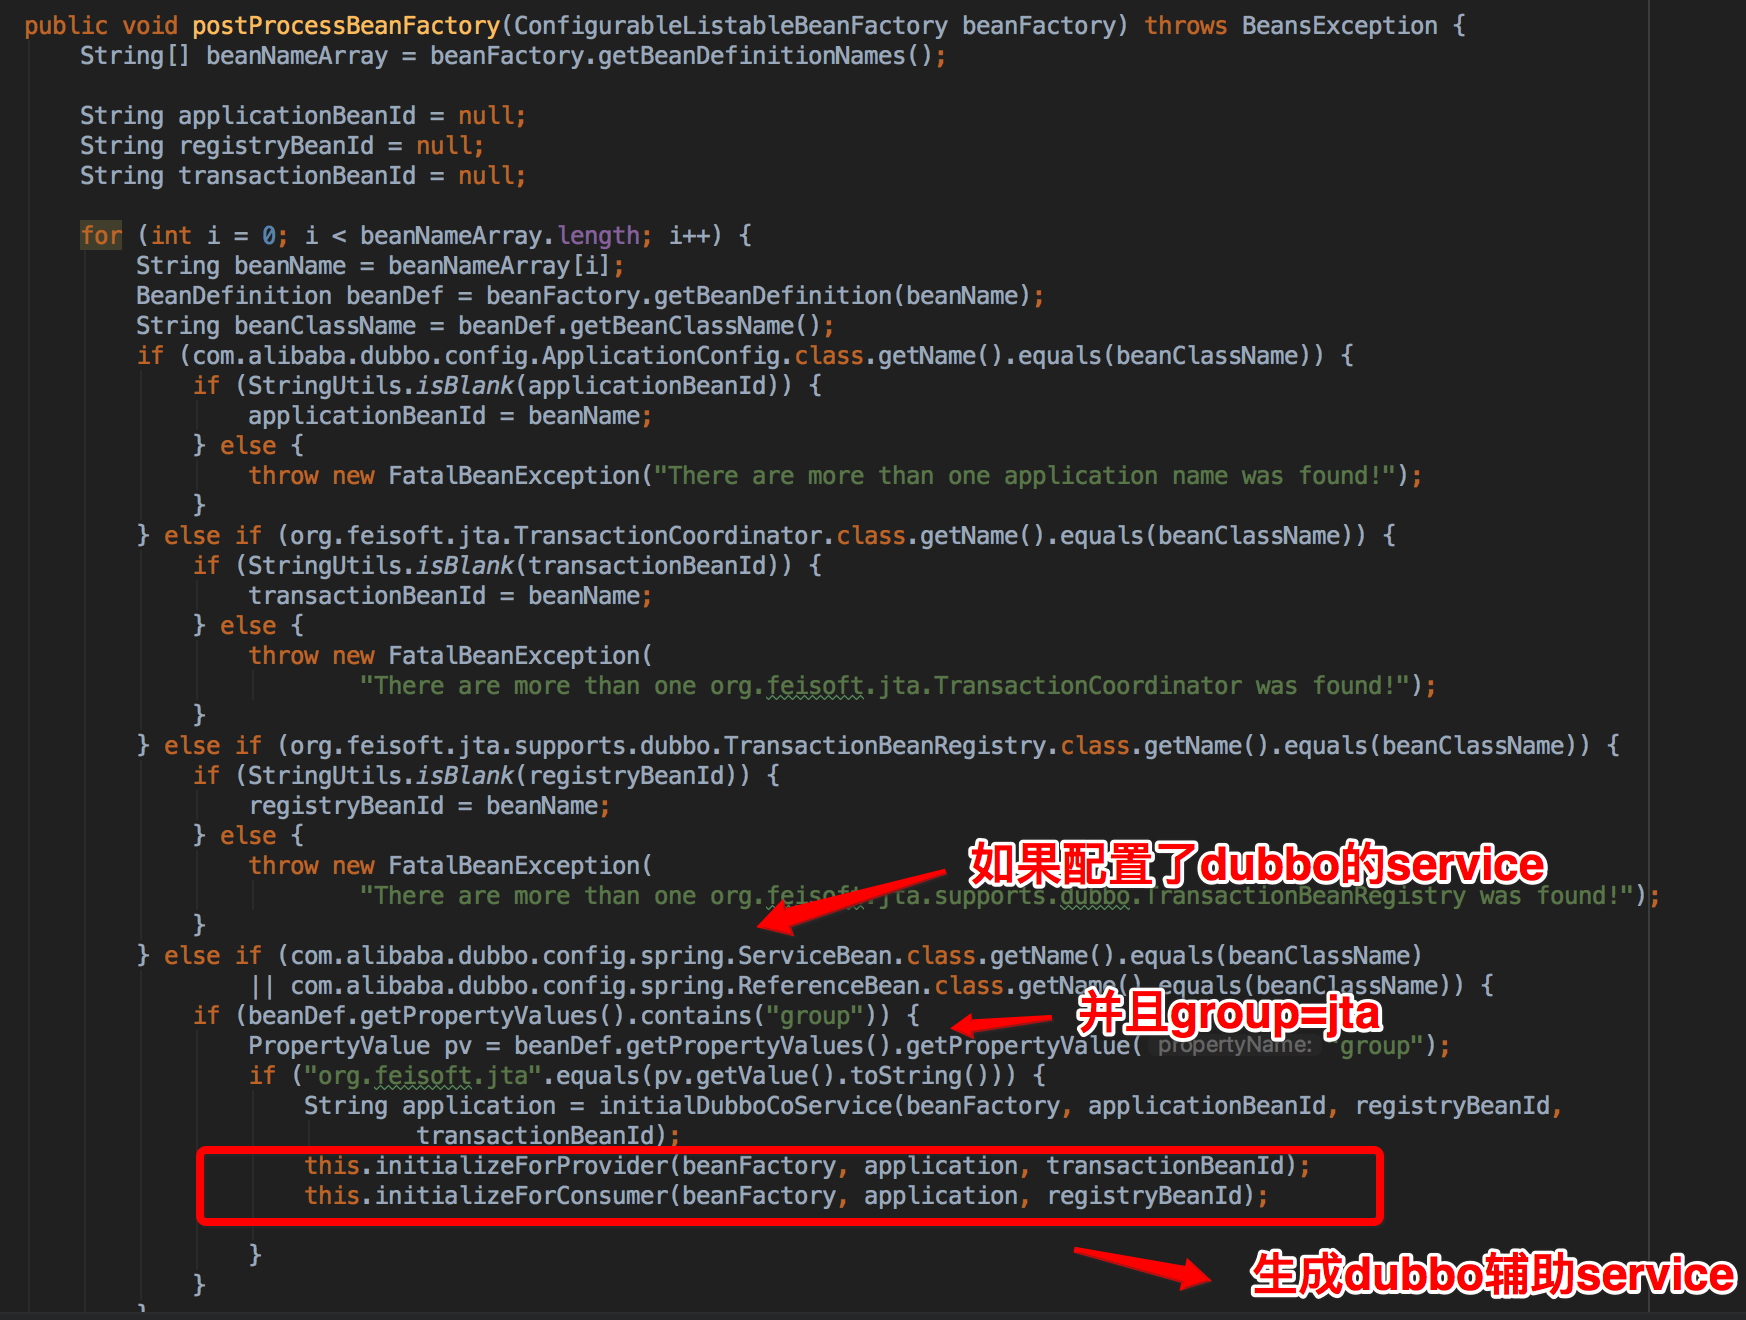 public void postProcessBeanFactory(ConfigurableListableBeanFactory beanFactory) throws BeansException {
String[] beanNameArray = beanFactory.getBeanDefinitionNames();
String applicationBeanId = null;
String registryBeanId = null;
String transactionBeanId = null;
for (int i = 0; i < beanNameArray.length; i++) {
String beanName = beanNameArray[i];
BeanDefinition beanDef = beanFactory.getBeanDefinition(beanName);
String beanClassName = beanDef.getBeanClassName();
if (com.alibaba.dubbo.config.ApplicationConfig.class.getName().equals(beanClassName)) {
if (StringUtils.isBlank(applicationBeanId)) {
applicationBeanId = beanName;
} else {
throw new FatalBeanException("There are more than one application name was found!");
}
} else if (org.feisoft.jta.TransactionCoordinator.class.getName().equals(beanClassName)) {
if (StringUtils.isBlank(transactionBeanId)) {
transactionBeanId = beanName;
} else {
throw new FatalBeanException(
"There are more than one org.feisoft.jta.TransactionCoordinator was found!");
}
} else if (org.feisoft.jta.supports.dubbo.TransactionBeanRegistry.class.getName().equals(beanClassName)) {
if (StringUtils.isBlank(registryBeanId)) {
registryBeanId = beanName;
} else {
throw new FatalBeanException(
如果配置了dubbo的service
"There are more than one org.feisoft.jta.supports.dubbo.TransactionBeanRegistry was found!");
}
} else if (com.alibaba.dubbo.config.spring.ServiceBean.class.getName().equals(beanClassName)
|| com.alibaba.dubbo.config.spring.ReferenceBean.class.getName().equals(beanClassName)) {
if (beanDef.getPropertyValues().contains("group")) {
并且group=jta
PropertyValue pv = beanDef.getPropertyValues().getPropertyValue( propertyName: "group");
if ("org.feisoft.jta".equals(pv.getValue().toString())) {
String application = initialDubboCoService(beanFactory, applicationBeanId, registryBeanId,
transactionBeanId);
this.initializeForProvider(beanFactory, application, transactionBeanId);
this.initializeForConsumer(beanFactory, application, registryBeanId);
}
生成dubbo辅助service
}
}